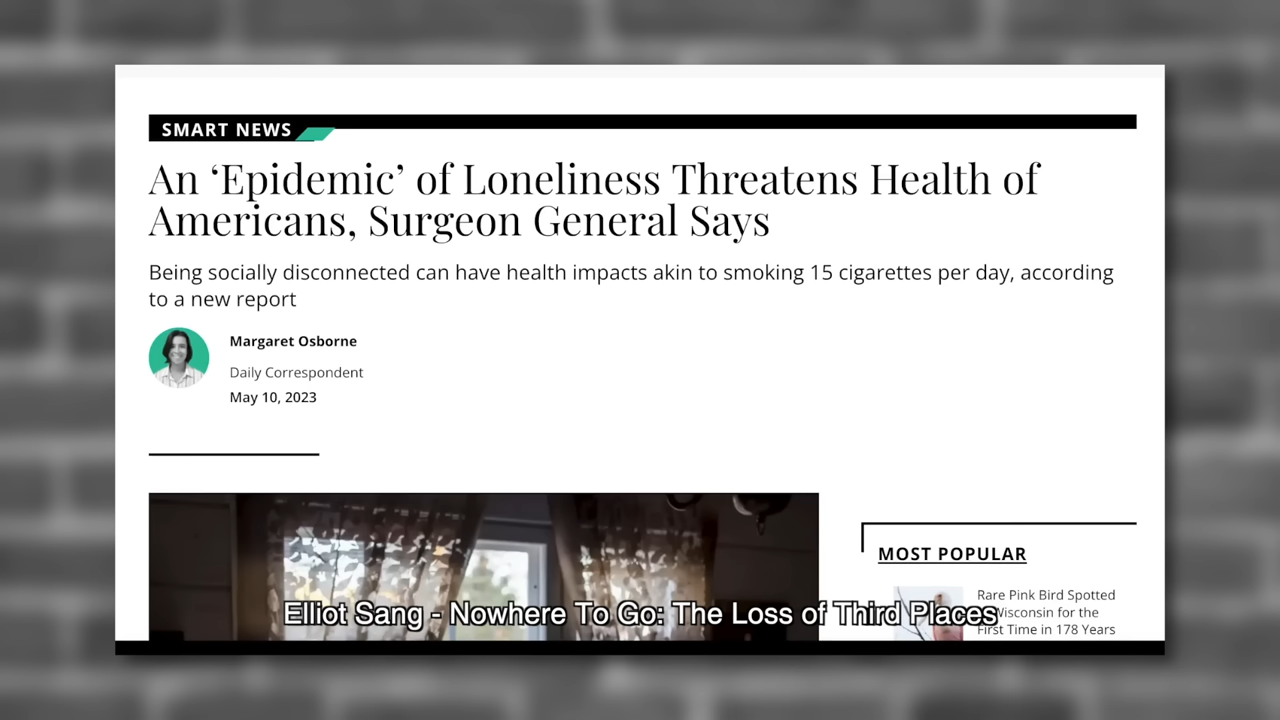 SMART NEWS
An ‘Epidemic’ of Loneliness Threatens Health of
Americans, Surgeon General Says
Being socially disconnected can have health impacts akin to smoking 15 cigarettes per day, according
to a new report
Margaret Osborne
Daily Correspondent
May 10, 2023
MOST POPULAR
Rare Pink Bird Spotted
Wisconsin for the
First Time in 178 Years
Elliot Sang - Nowhere To Go: The Loss of Third Places